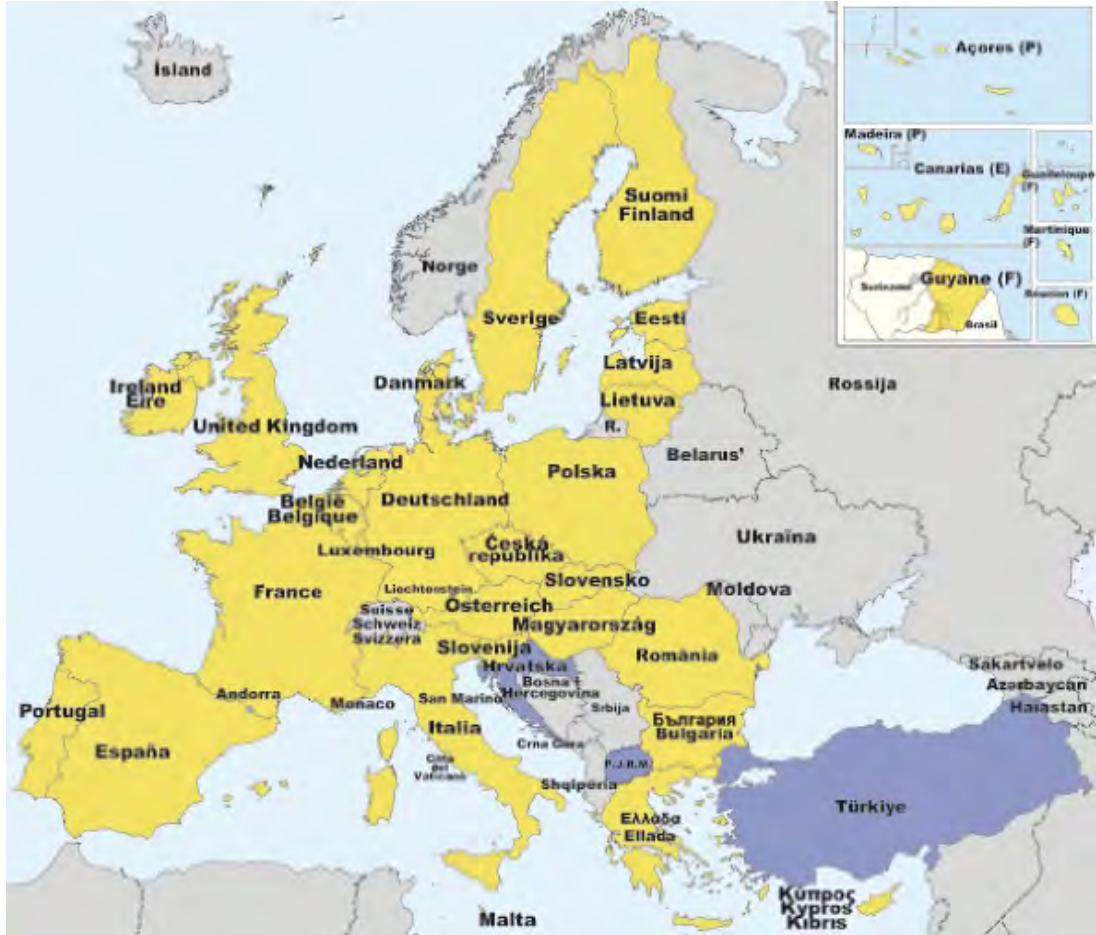 Ísland
Açores (P)
Madeira (P)
Canarias (E)
Guadeloupe
(F)
Martinique
(F)
Guyane (F)
Suriname
Brasil
Réunion (F)
Suomi
Finland
Norge
Sverige
Eesti
Latvija
Lietuva
R.
Rossija
Danmark
Ireland
Éire
United Kingdom
Nederland
België
Belgique
Deutschland
Polska
Belarus'
Luxembourg
Česká
republika
Ukraïna
Slovensko
Moldova
France
Liechtenstein
Österreich
Suisse
Schweiz
Svizzera
Magyarország
Slovenija
România
Hrvatska
Bosna i
Hercegovina
Srbija
Sakartvelo
Azərbaycan
Haiastan
Andorra
Monaco
San Marino
Portugal
España
Italia
България
Bulgaria
Crna Gora
Città
del
Vaticano
P.J.R.M.
Shqipëria
Türkiye
Ελλάδα
Ellada
Malta
Κύπρος
Kypros
Kıbrıs